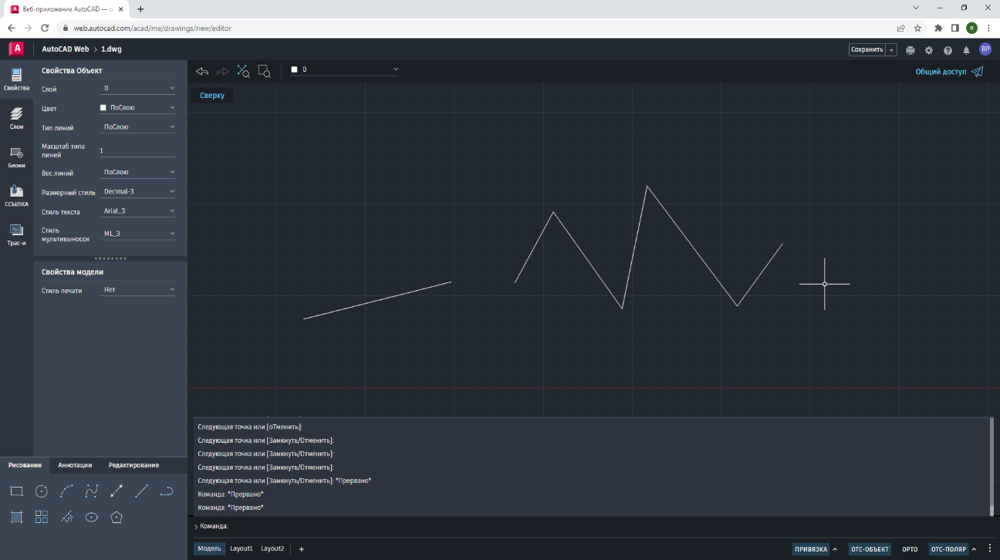 Веб-приложение AutoCAD — о
web.autocad.com/acad/me/drawings/new/editor
B
A
AutoCAD Web > 1.dwg
Сохранить
BP
Свойства
Слои
Блоки
ССЫЛКА
Трас-и
Свойства Объект
Слой 0
Цвет ПоСлою
Тип линий ПоСлою
Масштаб типа
линий 1
Вес линий ПоСлою
Размерный стиль Decimal-3
Стиль текста Arial_3
Стиль
мультивыносок ML_3
Свойства модели
Стиль печати Нет
0
Общий доступ
Сверху
Следующая точка или [оТменить]:
Следующая точка или [Замкнуть/Отменить]:
Следующая точка или [Замкнуть/Отменить]:
Следующая точка или [Замкнуть/Отменить]:
Следующая точка или [Замкнуть/Отменить]: *Прервано*
Команда: *Прервано*
Команда: *Прервано*
Команда:
Рисование Аннотации Редактирование
Модель Layout1 Layout2 +
ПРИВЯЗКА ОТС-ОБЪЕКТ ОРТО ОТС-ПОЛЯР